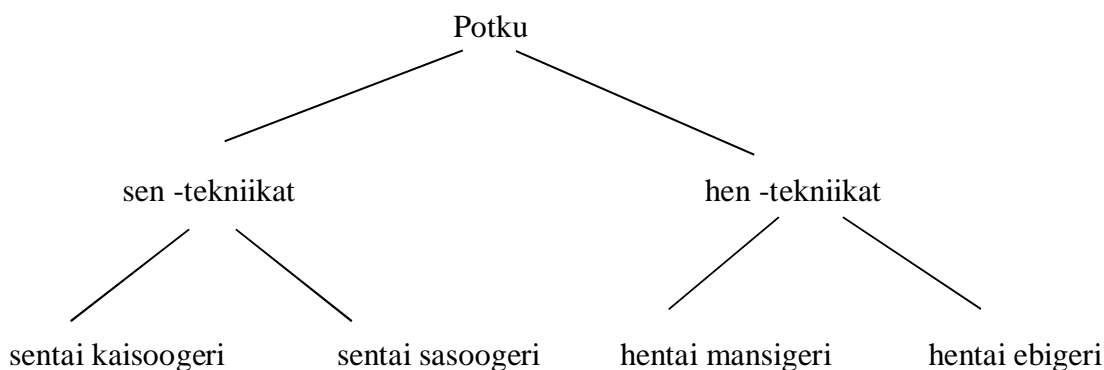 Potku
sen -tekniikat hen -tekniikat
sentai kaisoogeri sentai sasoogeri hentai mansigeri hentai ebigeri